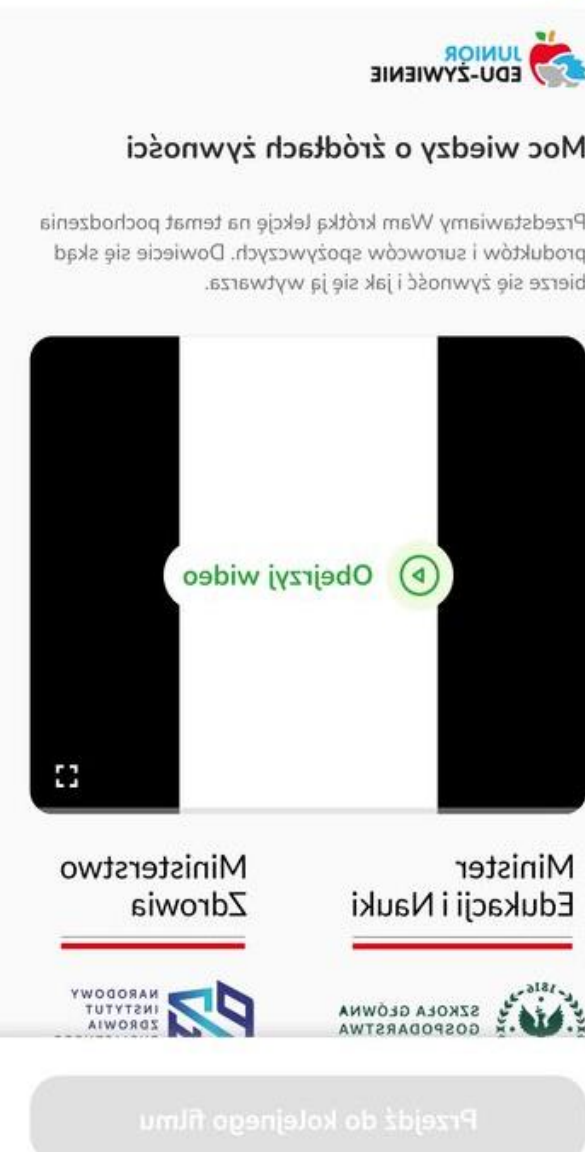 JUNIOR
EDU-ŻYWIENIE
Moc wiedzy o źródłach żywności
Przedstawiamy Wam krótką lekcję na temat pochodzenia
produktów i surowców spożywczych. Dowiecie się skąd
bierze się żywność i jak się ją wytwarza.
Obejrzyj wideo
Minister
Edukacji i Nauki
Ministerstwo
Zdrowia
1816
SZKOŁA GŁÓWNA
GOSPODARSTWA
NARODOWY
INSTYTUT
ZDROWIA
Przejdź do kolejnego filmu